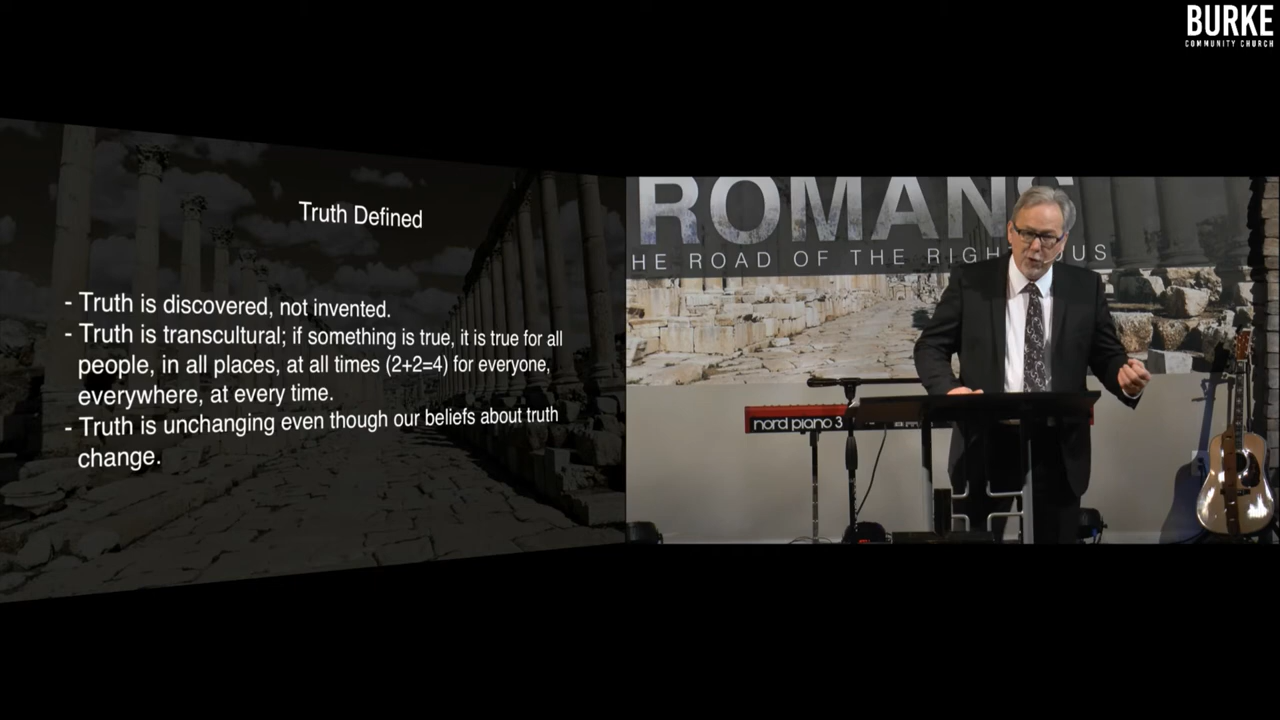 BURKE
COMMUNITY CHURCH
Truth Defined
- Truth is discovered, not invented.
- Truth is transcultural; if something is true, it is true for all
people, in all places, at all times (2+2=4) for everyone,
everywhere, at every time.
- Truth is unchanging even though our beliefs about truth
change.
ROMANS
HE ROAD OF THE RIGH OUS
nord piano 3